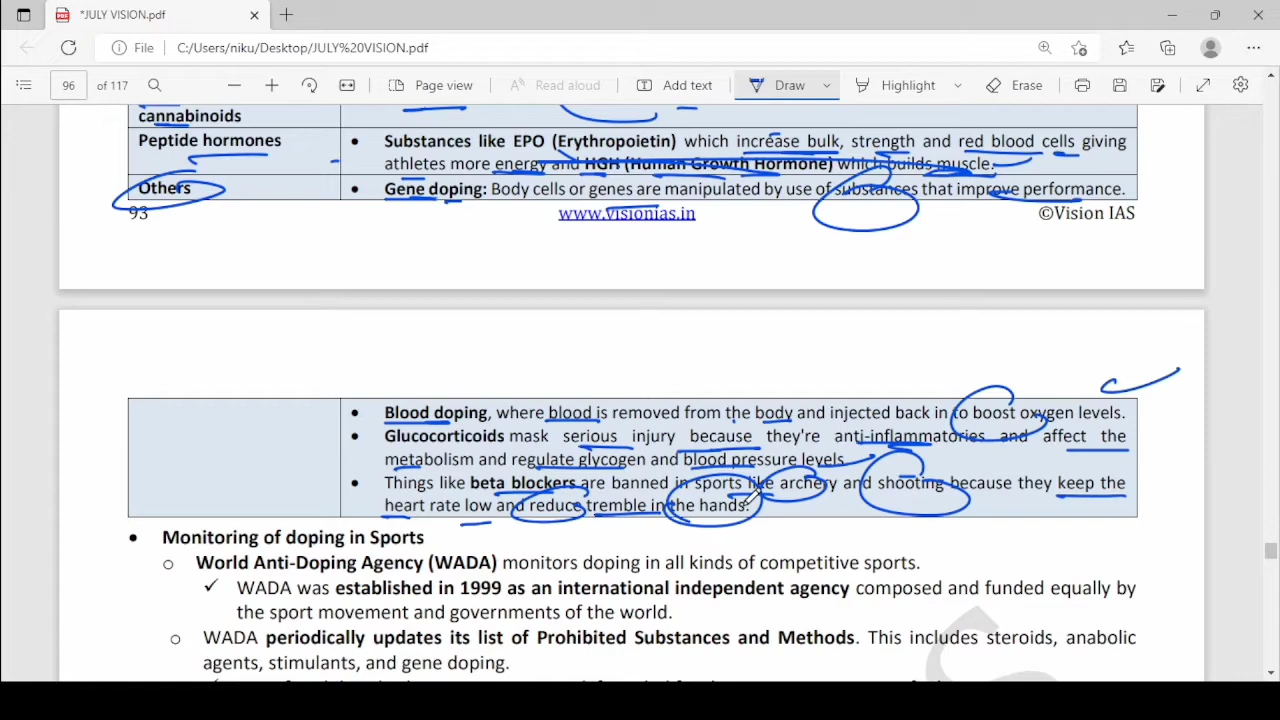 *JULY VISION.pdf
File C:/Users/niku/Desktop/JULY%20VISION.pdf
96 of 117 Page view Read aloud Add text Draw Highlight Erase
cannabinoids
Peptide hormones • Substances like EPO (Erythropoietin) which increase bulk, strength and red blood cells giving
athletes more energy and HGH (Human Growth Hormone) which builds muscle.
Others • Gene doping: Body cells or genes are manipulated by use of substances that improve performance.
93 www.visionias.in ©Vision IAS
• Blood doping, where blood is removed from the body and injected back in to boost oxygen levels.
• Glucocorticoids mask serious injury because they're anti-inflammatories and affect the
metabolism and regulate glycogen and blood pressure levels.
• Things like beta blockers are banned in sports like archery and shooting because they keep the
heart rate low and reduce tremble in the hands.
• Monitoring of doping in Sports
o World Anti-Doping Agency (WADA) monitors doping in all kinds of competitive sports.
✓ WADA was established in 1999 as an international independent agency composed and funded equally by
the sport movement and governments of the world.
o WADA periodically updates its list of Prohibited Substances and Methods. This includes steroids, anabolic
agents, stimulants, and gene doping.